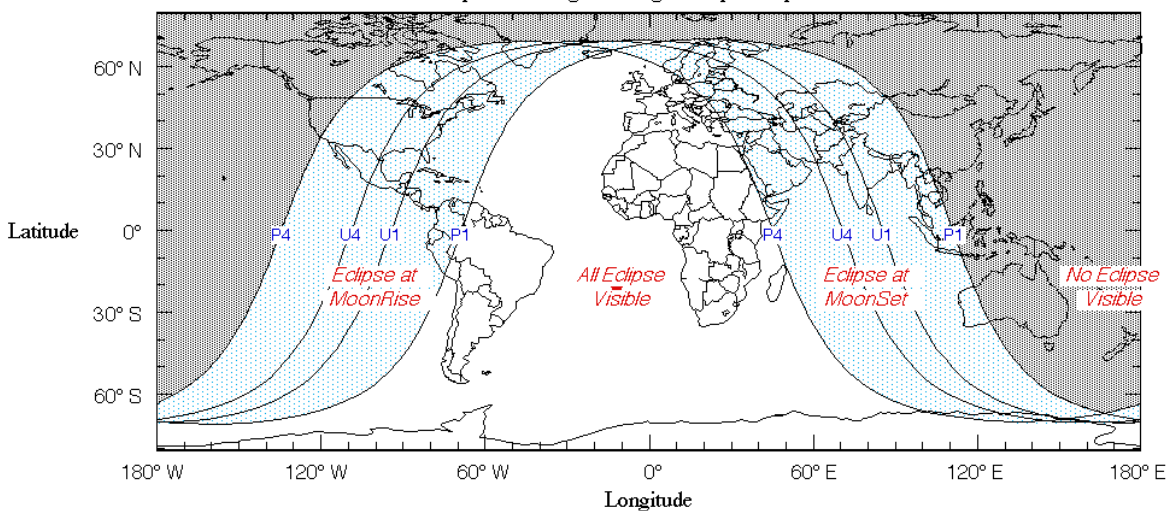 60° N
30° N
Latitude
0°
P4 U4 U1 P1 P4 U4 U1 P1
Eclipse at
MoonRise
All Eclipse
Visible
Eclipse at
MoonSet
No Eclipse
Visible
30° S
60° S
180° W 120° W 60° W 0° 60° E 120° E 180° E
Longitude